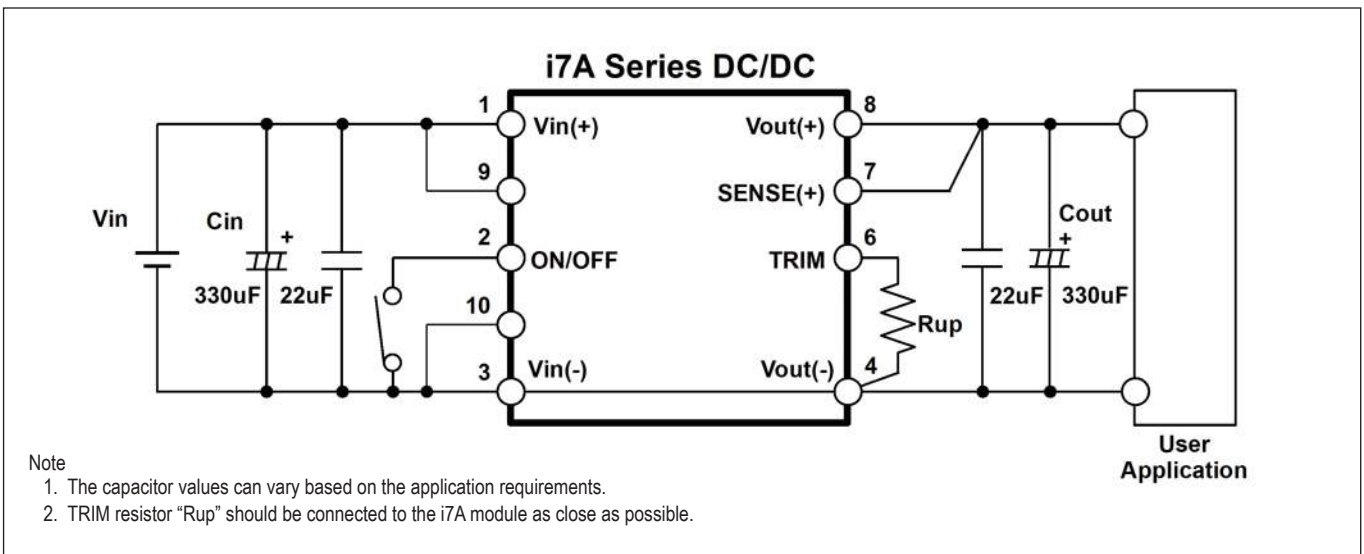 i7A Series DC/DC
1
Vin(+)
Vout(+)
8
9
7
SENSE(+)
Vin
Cin
+
330uF
22uF
2
ON/OFF
TRIM
6
Cout
+
22uF
330uF
10
Rup
3
Vin(-)
Vout(-)
4
User
Application
Note
1. The capacitor values can vary based on the application requirements.
2. TRIM resistor “Rup” should be connected to the i7A module as close as possible.